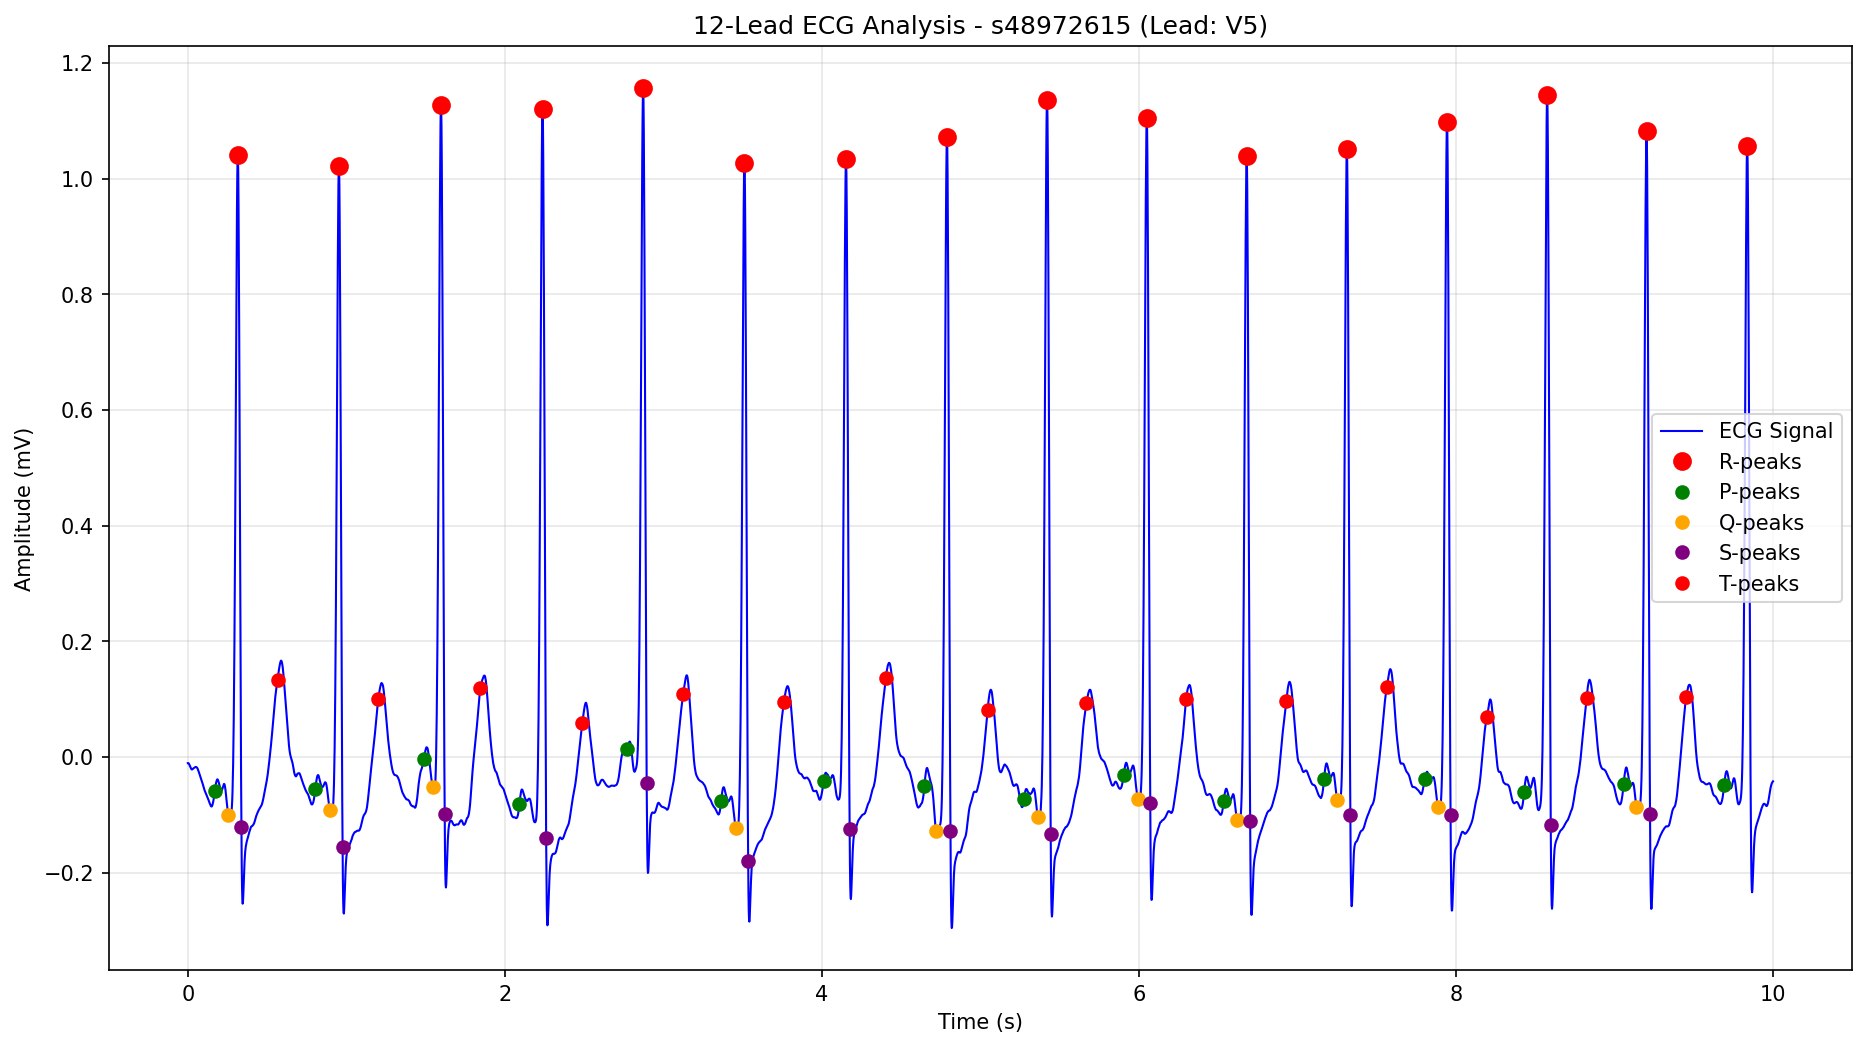 12-Lead ECG Analysis - s48972615 (Lead: V5)
Amplitude (mV)
1.2
1.0
0.8
0.6
0.4
0.2
0.0
−0.2
ECG Signal
R-peaks
P-peaks
Q-peaks
S-peaks
T-peaks
0 2 4 6 8 10
Time (s)